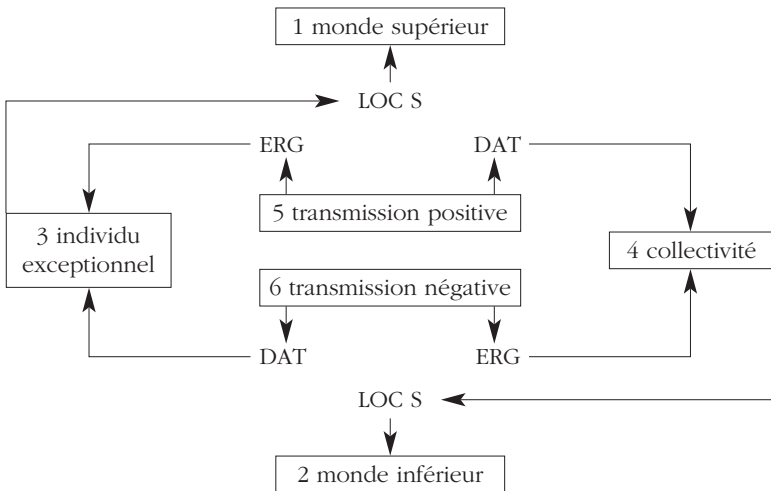 1 monde supérieur
LOC S
ERG
DAT
5 transmission positive
3 individu
exceptionnel
4 collectivité
6 transmission négative
DAT
ERG
LOC S
2 monde inférieur